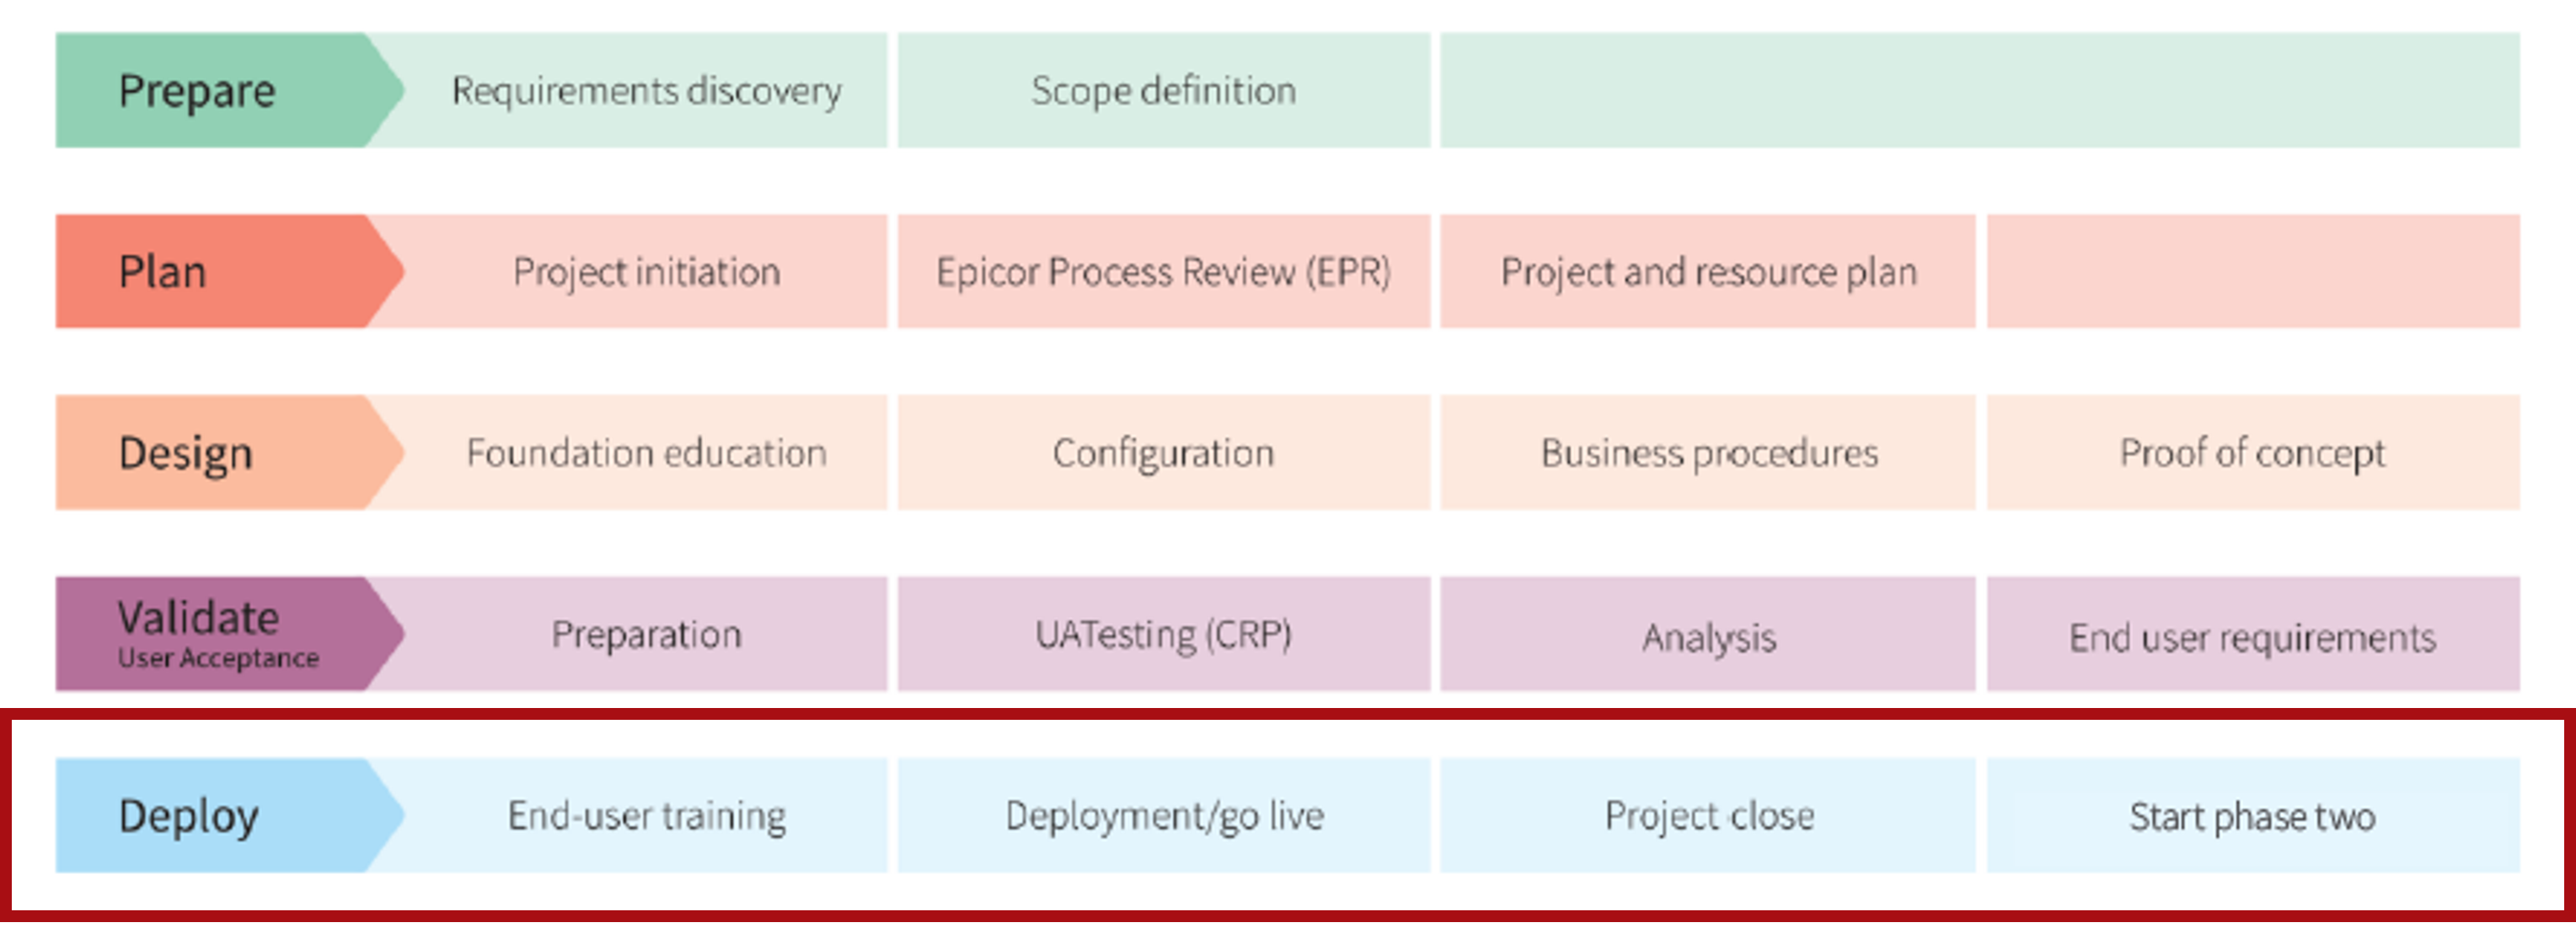 Prepare
Requirements discovery
Scope definition
Plan
Project initiation
Epicor Process Review (EPR)
Project and resource plan
Design
Foundation education
Configuration
Business procedures
Proof of concept
Validate
User Acceptance
Preparation
UATesting (CRP)
Analysis
End user requirements
Deploy
End-user training
Deployment/go live
Project close
Start phase two